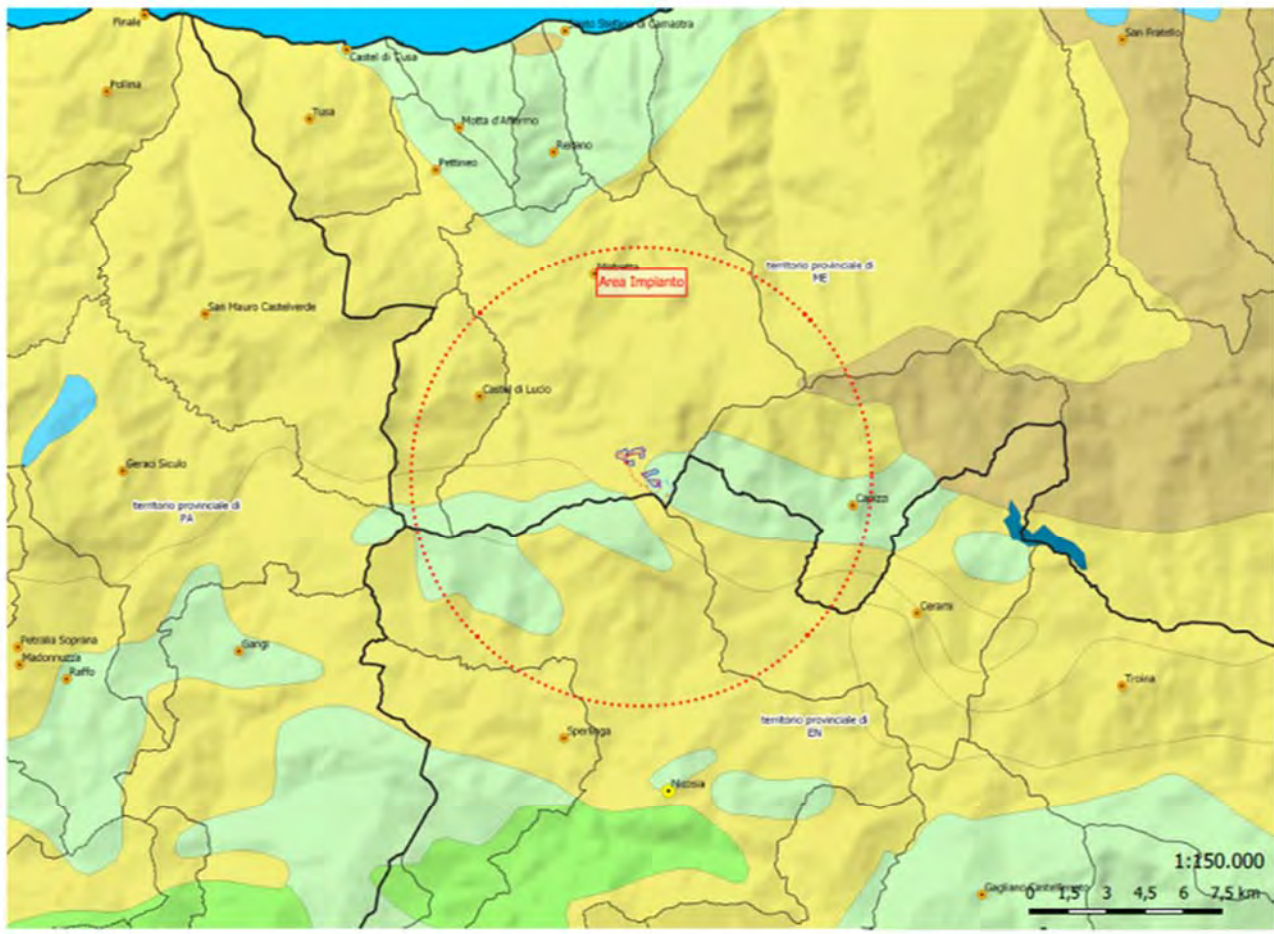 Finale
Santo Stefano di Camastra
San Fratello
Castel di Tusa
Pollina
Tusa
Motta d'Affermo
Reitano
Pettineo
territorio provinciale di
ME
Mistretta
Area Impianto
San Mauro Castelverde
Castel di Lucio
Geraci Siculo
territorio provinciale di
PA
Capizzi
Cerami
Petralia Soprana
Madonnuzza
Raffo
Gangi
Troina
territorio provinciale di
EN
Sperlinga
Nicosia
1:150.000
Gagliano Castelferrato
0 1,5 3 4,5 6 7,5 km